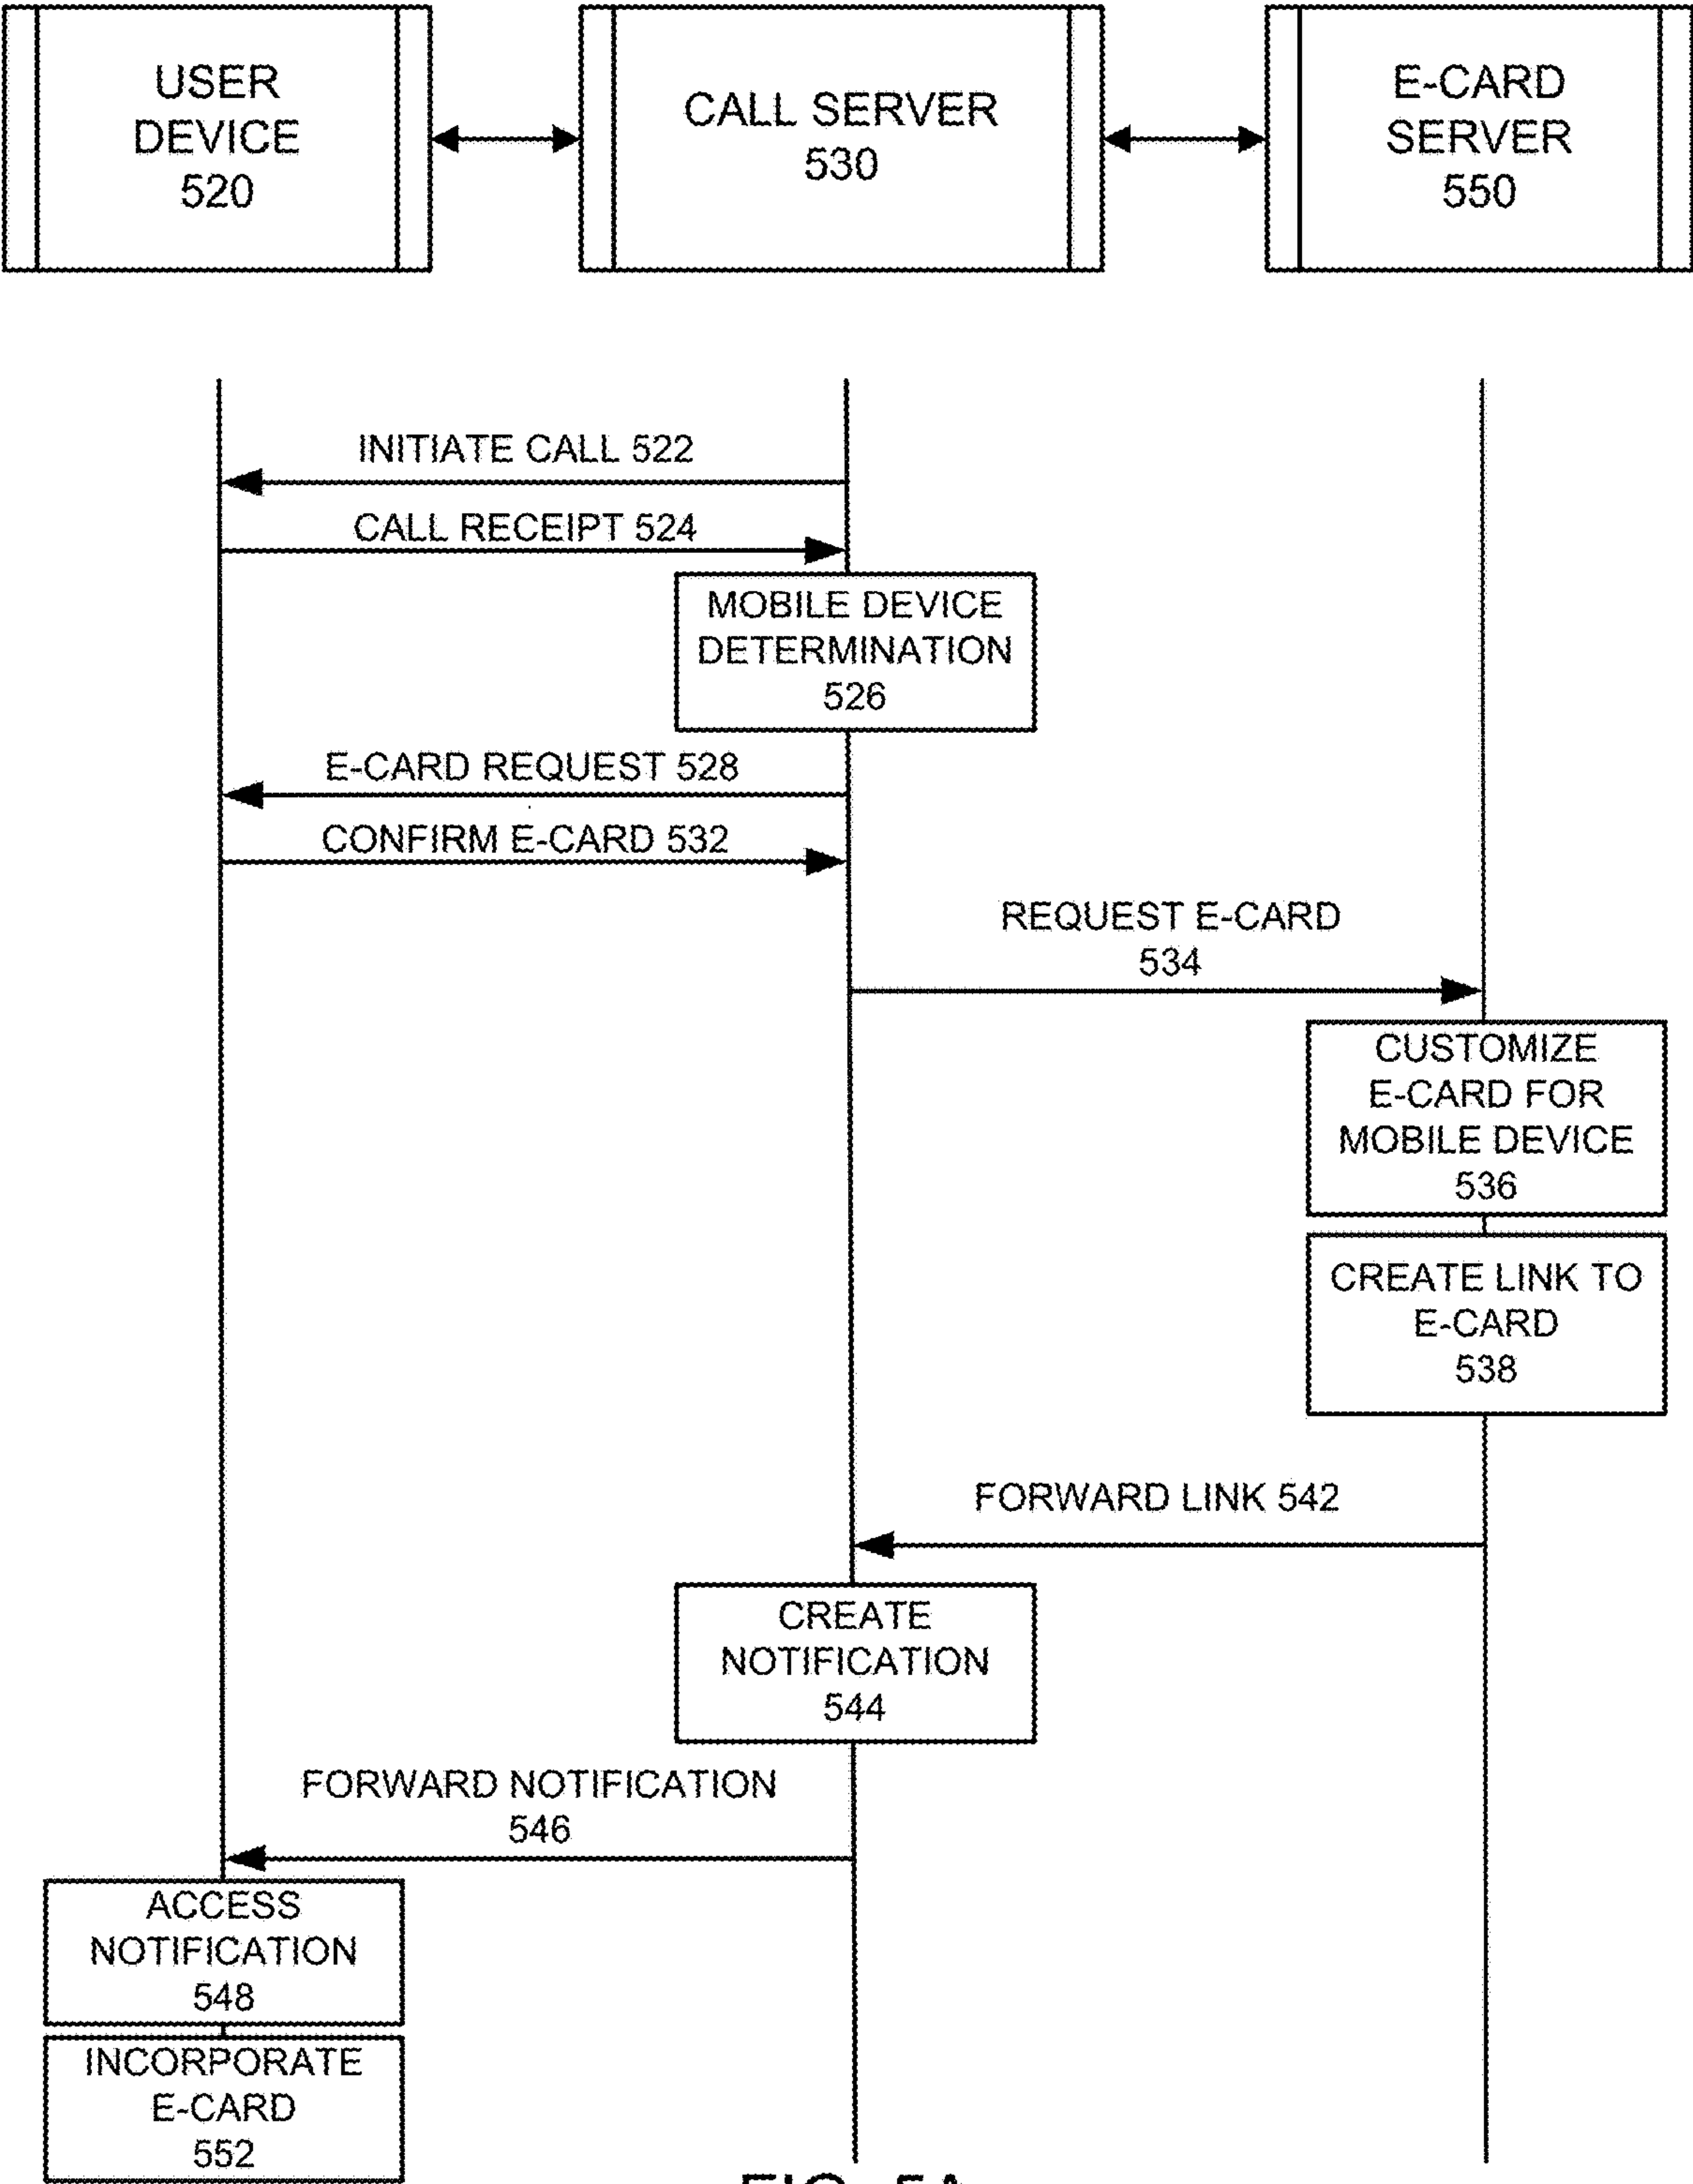 USER
DEVICE
520
CALL SERVER
530
E-CARD
SERVER
550
INITIATE CALL 522
CALL RECEIPT 524
MOBILE DEVICE
DETERMINATION
526
E-CARD REQUEST 528
CONFIRM E-CARD 532
REQUEST E-CARD
534
CUSTOMIZE
E-CARD FOR
MOBILE DEVICE
536
CREATE LINK TO
E-CARD
538
FORWARD LINK 542
CREATE
NOTIFICATION
544
FORWARD NOTIFICATION
546
ACCESS
NOTIFICATION
548
INCORPORATE
E-CARD
552
FIG. 5A